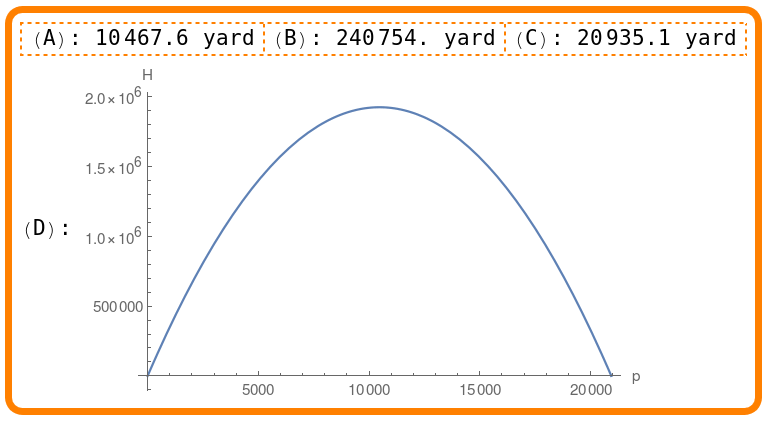 (A): 10467.6 yard (B): 240754. yard (C): 20935.1 yard
H
2.0×10^6
1.5×10^6
(D):
1.0×10^6
500000
p
5000 10000 15000 20000